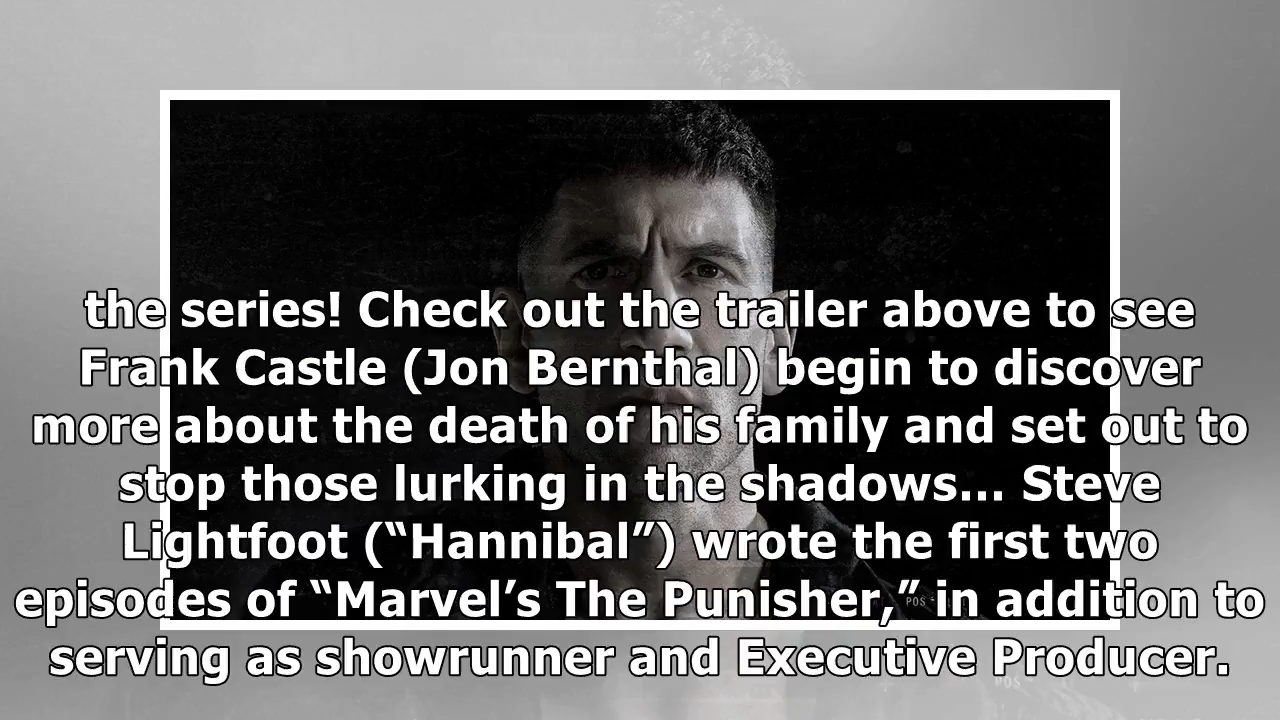 the series! Check out the trailer above to see
Frank Castle (Jon Bernthal) begin to discover
more about the death of his family and set out to
stop those lurking in the shadows... Steve
Lightfoot (“Hannibal”) wrote the first two
episodes of “Marvel’s The Punisher,” in addition to
serving as showrunner and Executive Producer.
POS
POS